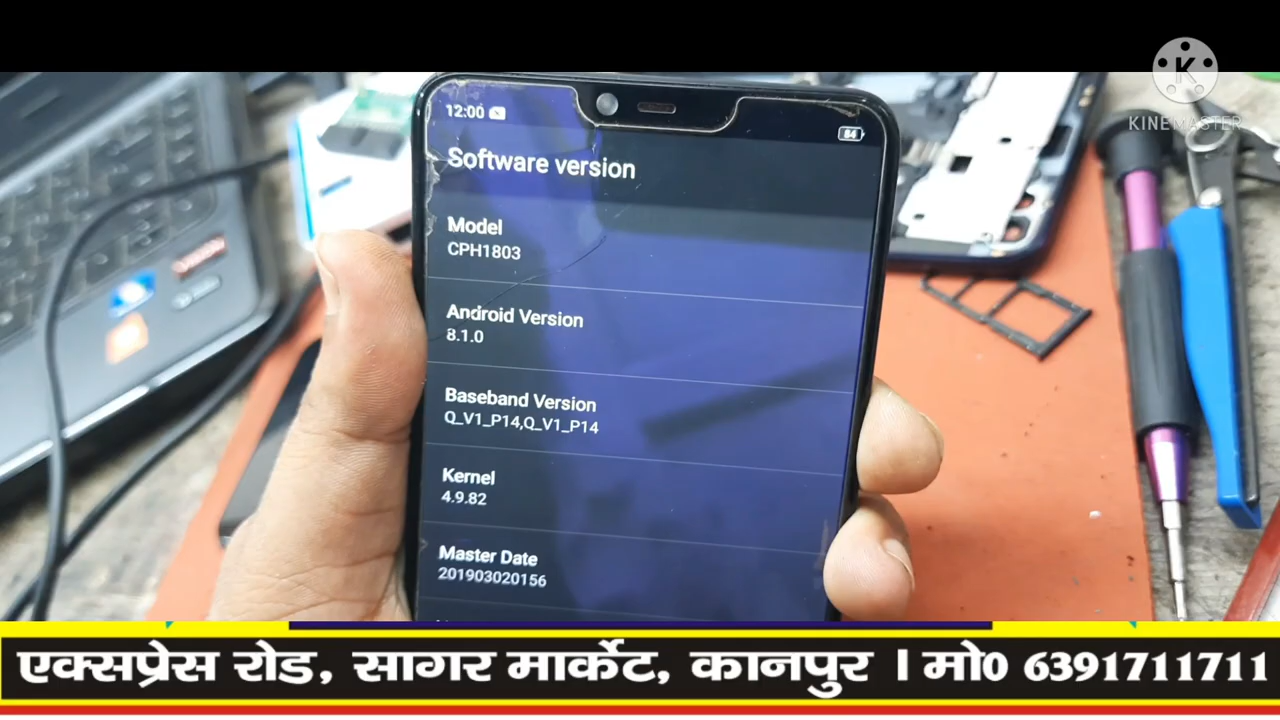 KINEMASTER
12:00
84
Software version
Model
CPH1803
Android Version
8.1.0
Baseband Version
Q_V1_P14,Q_V1_P14
Kernel
4.9.82
Master Date
201903020156
एक्सप्रेस रोड, सागर मार्केट, कानपुर । मो0 6391711711